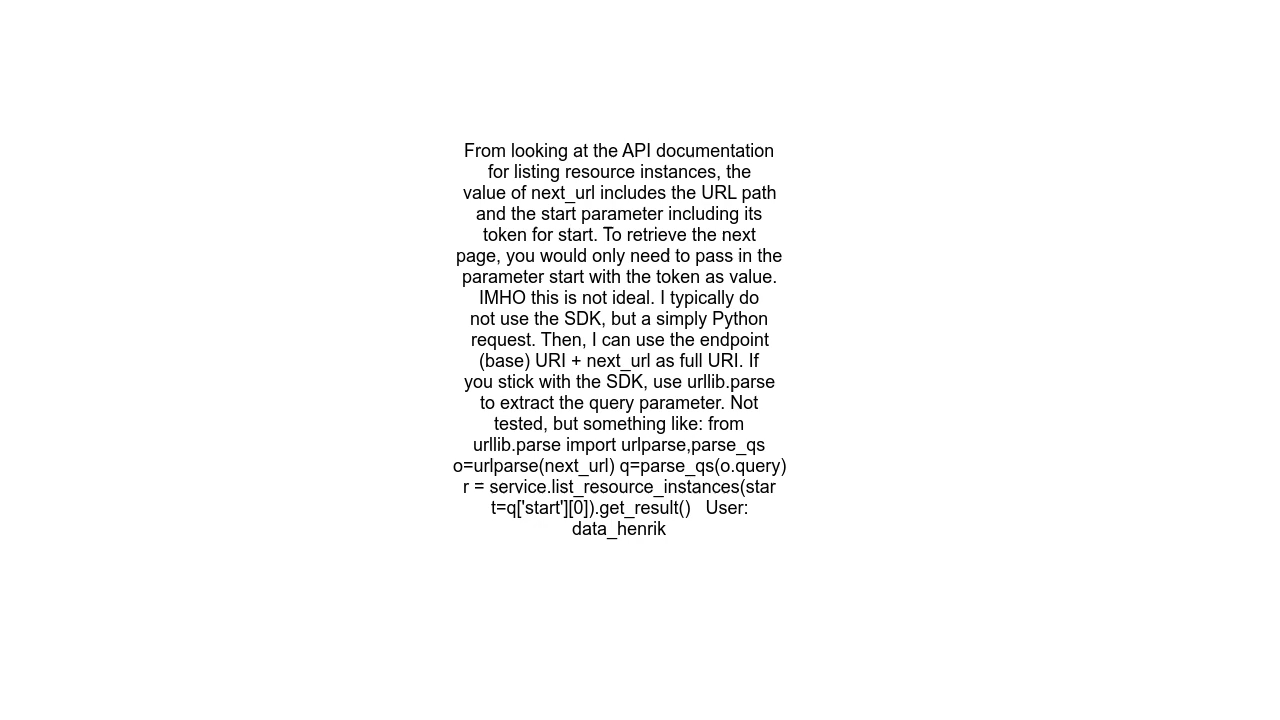 From looking at the API documentation
for listing resource instances, the
value of next_url includes the URL path
and the start parameter including its
token for start. To retrieve the next
page, you would only need to pass in the
parameter start with the token as value.
IMHO this is not ideal. I typically do
not use the SDK, but a simply Python
request. Then, I can use the endpoint
(base) URI + next_url as full URI. If
you stick with the SDK, use urllib.parse
to extract the query parameter. Not
tested, but something like: from
urllib.parse import urlparse,parse_qs
o=urlparse(next_url) q=parse_qs(o.query)
r = service.list_resource_instances(star
t=q['start'][0]).get_result()   User:
data_henrik